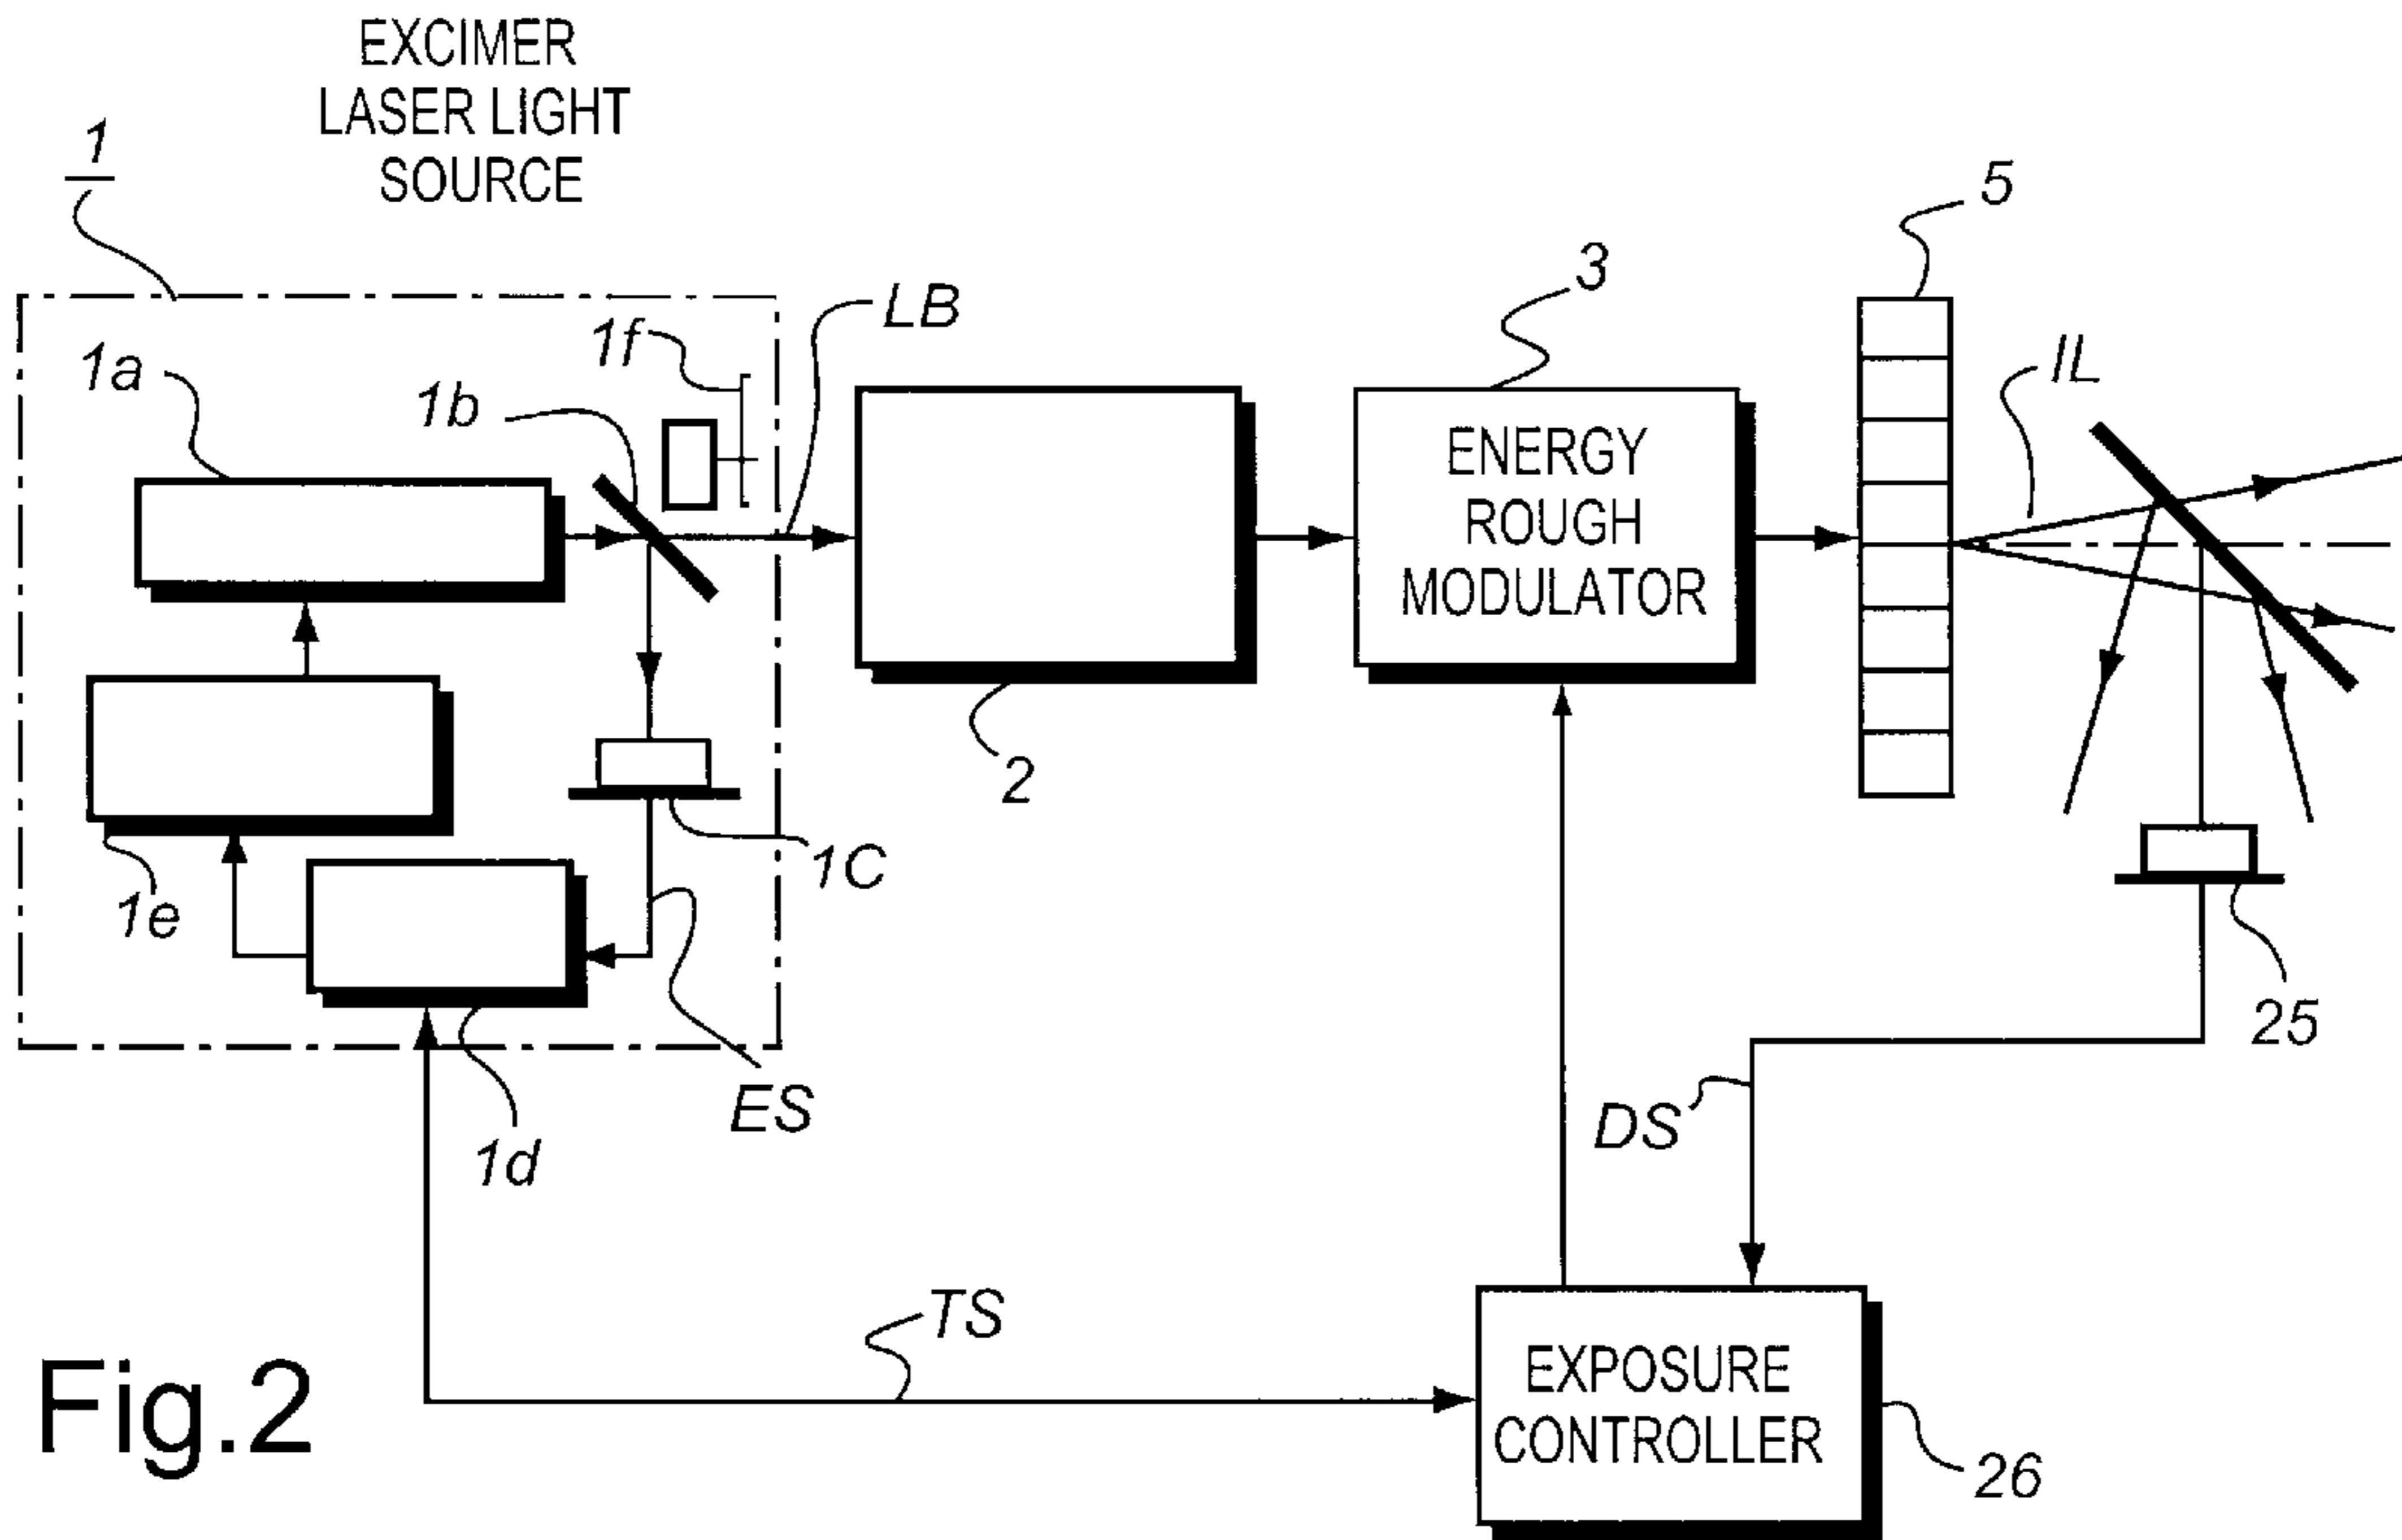 EXCIMER
LASER LIGHT
SOURCE
1
5
3
LB
1f
IL
1a
1b
ENERGY
ROUGH
MODULATOR
2
1C
1e
25
ES
DS
1d
TS
EXPOSURE
CONTROLLER
Fig.2
26